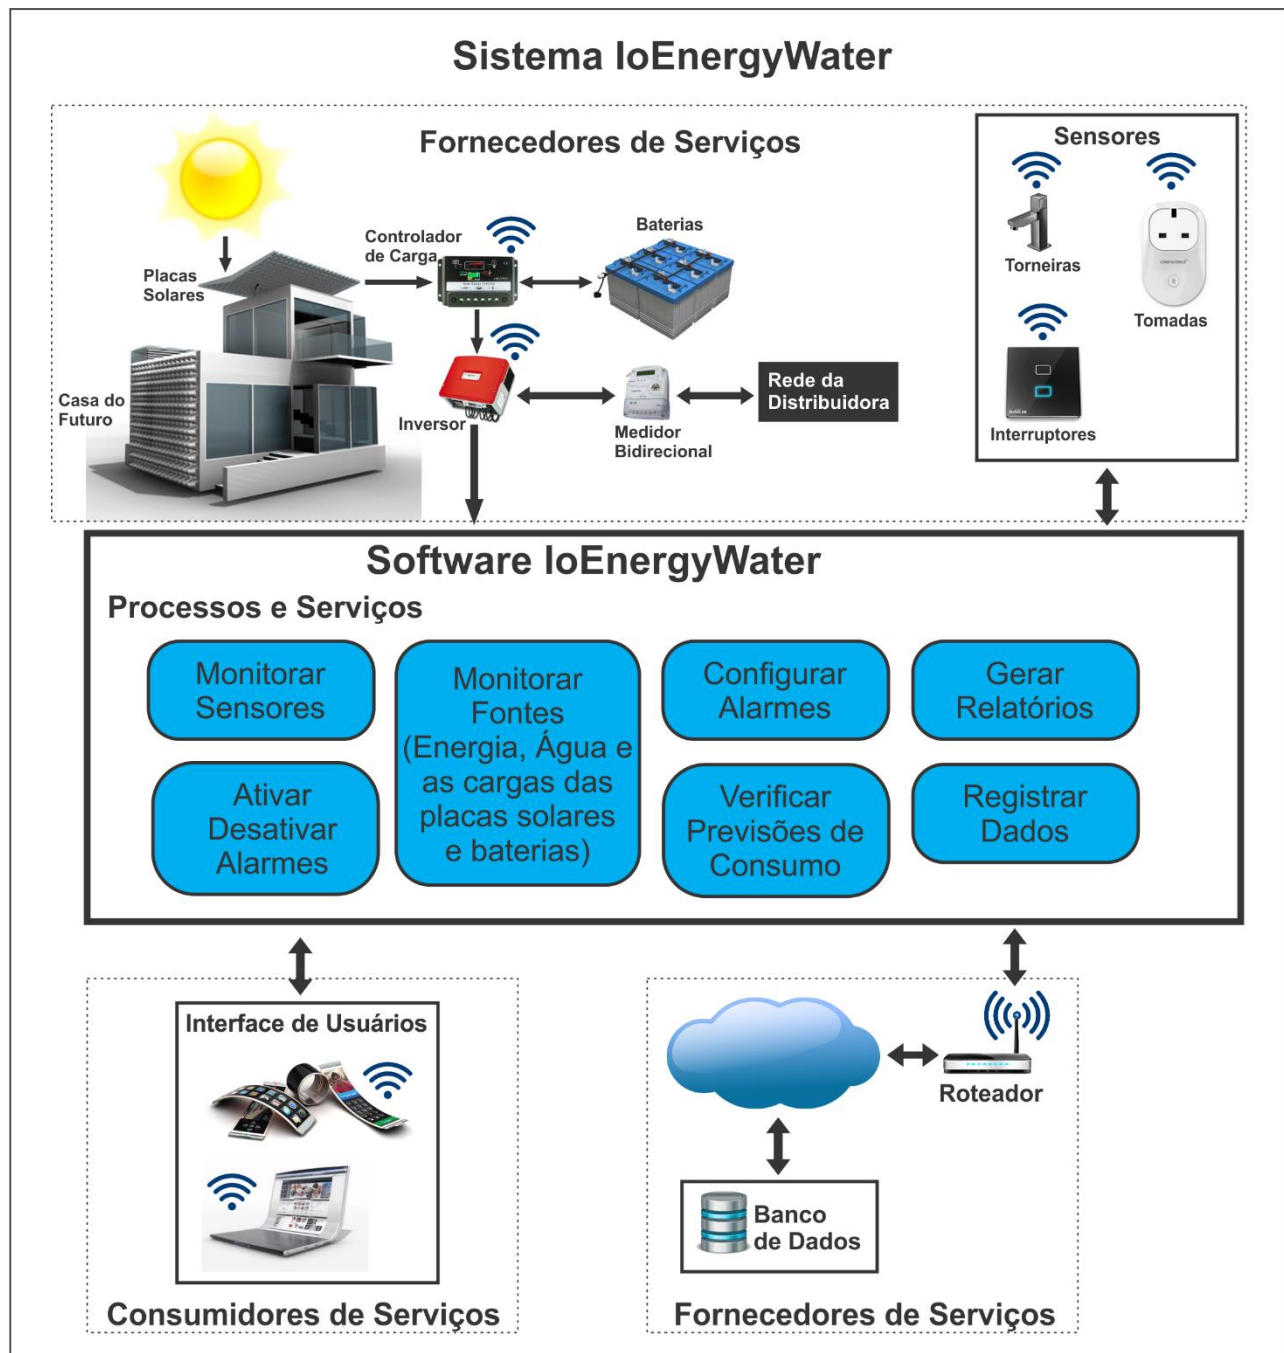 Sistema IoEnergyWater
Fornecedores de Serviços
Sensores
Torneiras
Tomadas
Interruptores
Controlador
de Carga
Baterias
Placas
Solares
Casa do
Futuro
Inversor
Medidor
Bidirecional
Rede da
Distribuidora
Software IoEnergyWater
Processos e Serviços
Monitorar
Sensores
Monitorar
Fontes
(Energia, Água e
as cargas das
placas solares
e baterias)
Configurar
Alarmes
Gerar
Relatórios
Ativar
Desativar
Alarmes
Verificar
Previsões de
Consumo
Registrar
Dados
Interface de Usuários
Consumidores de Serviços
Roteador
Banco
de Dados
Fornecedores de Serviços